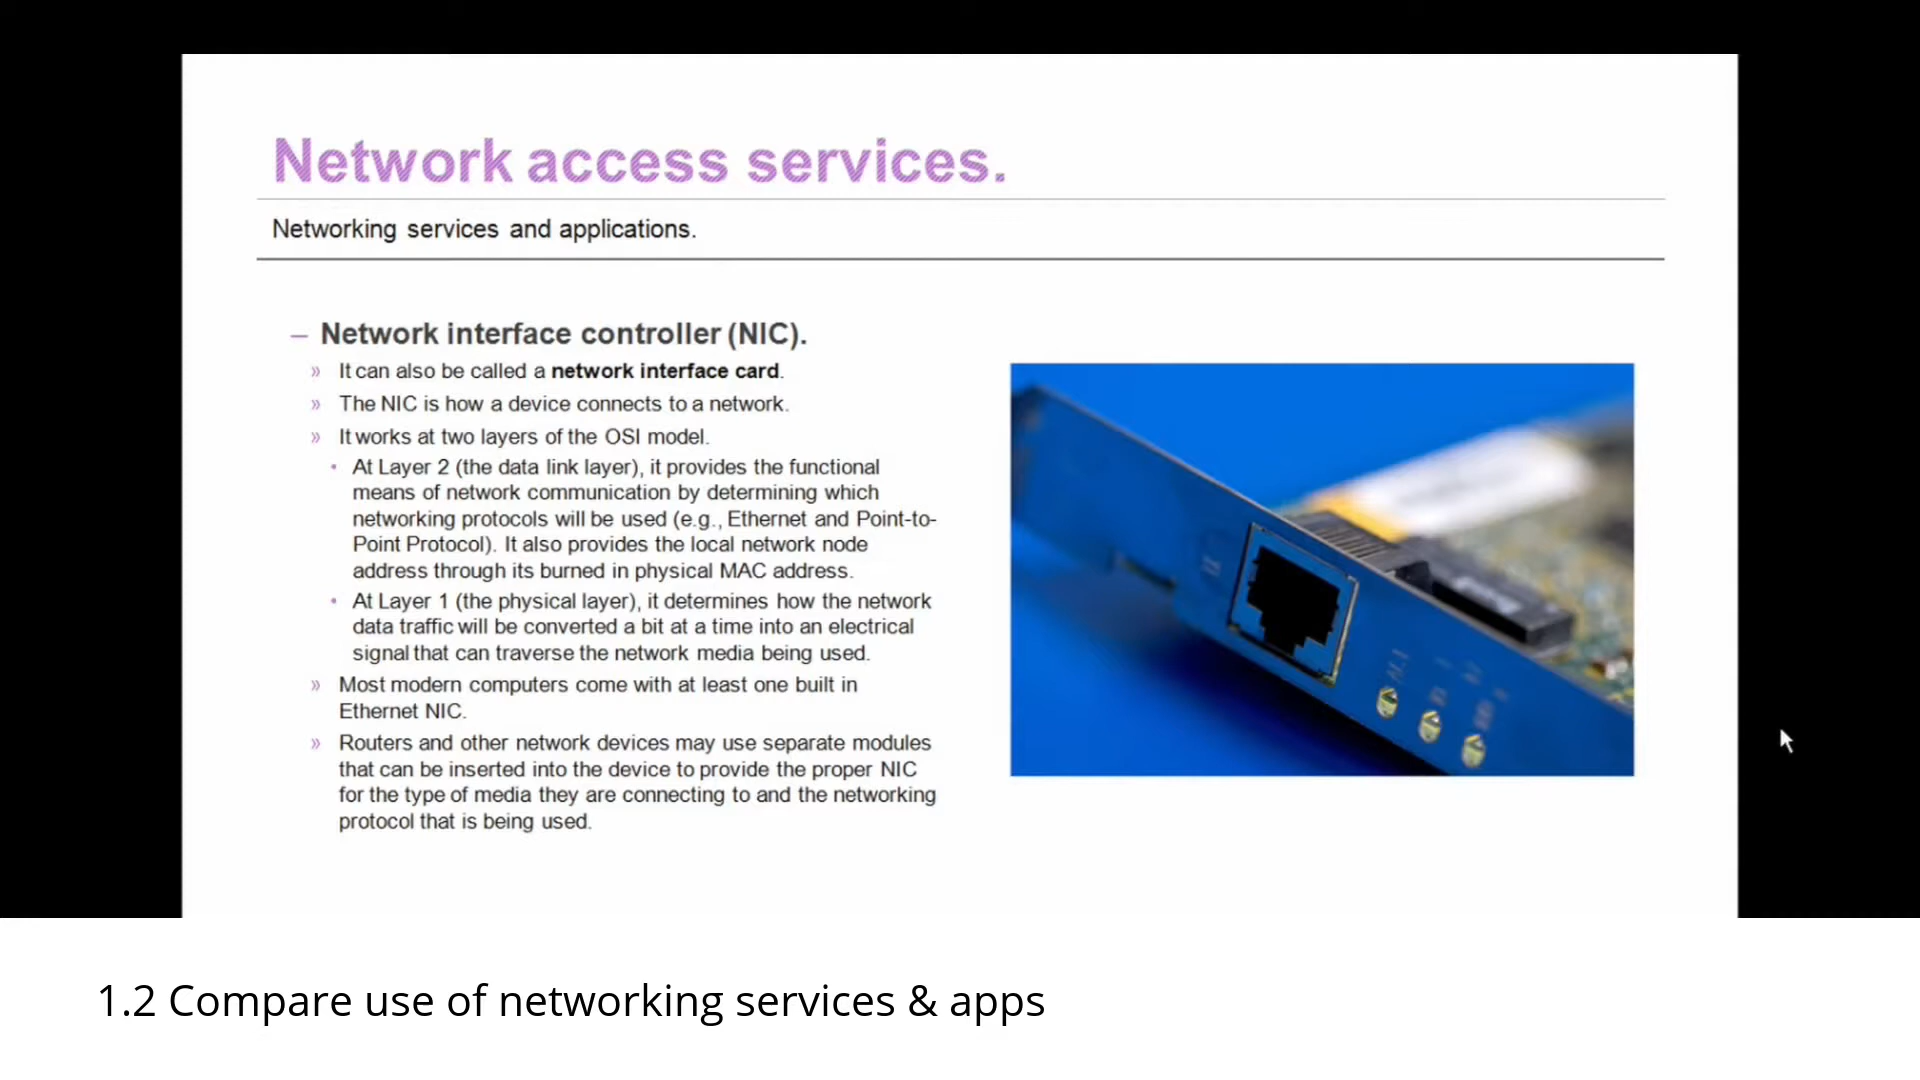 Network access services.
Networking services and applications.
– Network interface controller (NIC).
» It can also be called a network interface card.
» The NIC is how a device connects to a network.
» It works at two layers of the OSI model.
• At Layer 2 (the data link layer), it provides the functional
means of network communication by determining which
networking protocols will be used (e.g., Ethernet and Point-to-
Point Protocol). It also provides the local network node
address through its burned in physical MAC address.
• At Layer 1 (the physical layer), it determines how the network
data traffic will be converted a bit at a time into an electrical
signal that can traverse the network media being used.
» Most modern computers come with at least one built in
Ethernet NIC.
» Routers and other network devices may use separate modules
that can be inserted into the device to provide the proper NIC
for the type of media they are connecting to and the networking
protocol that is being used.
1.2 Compare use of networking services & apps